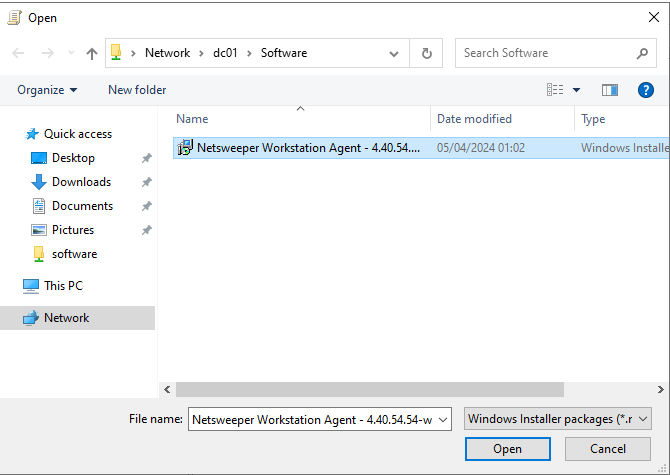 Open
Network > dc01 > Software
Search Software
Organize
New folder
?
Name
Date modified
Type
Quick access
Desktop
Downloads
Documents
Pictures
software
This PC
Network
Netsweeper Workstation Agent - 4.40.54....
05/04/2024 01:02
Windows Installe
File name:
Netsweeper Workstation Agent - 4.40.54.54-w
Windows Installer packages (*.r
Open
Cancel